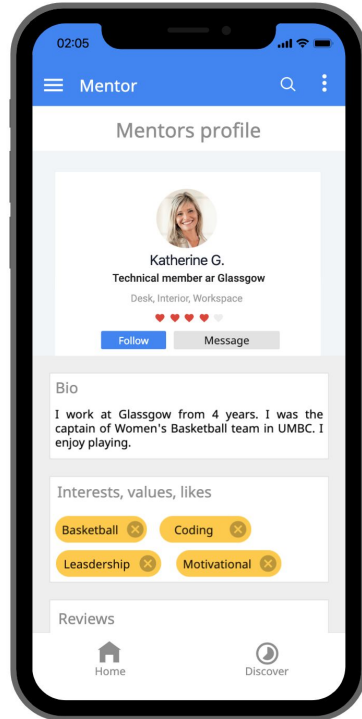 02:05
Mentor
Mentors profile
Katherine G.
Technical member ar Glassgow
Desk, Interior, Workspace
Follow Message
Bio
I work at Glassgow from 4 years. I was the
captain of Women's Basketball team in UMBC. I
enjoy playing.
Interests, values, likes
Basketball Coding
Leasdership Motivational
Reviews
Home Discover